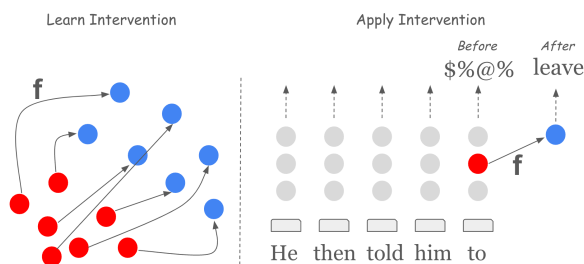 Learn Intervention
f
Apply Intervention
Before
After
$%@%
leave
f
He then told him to